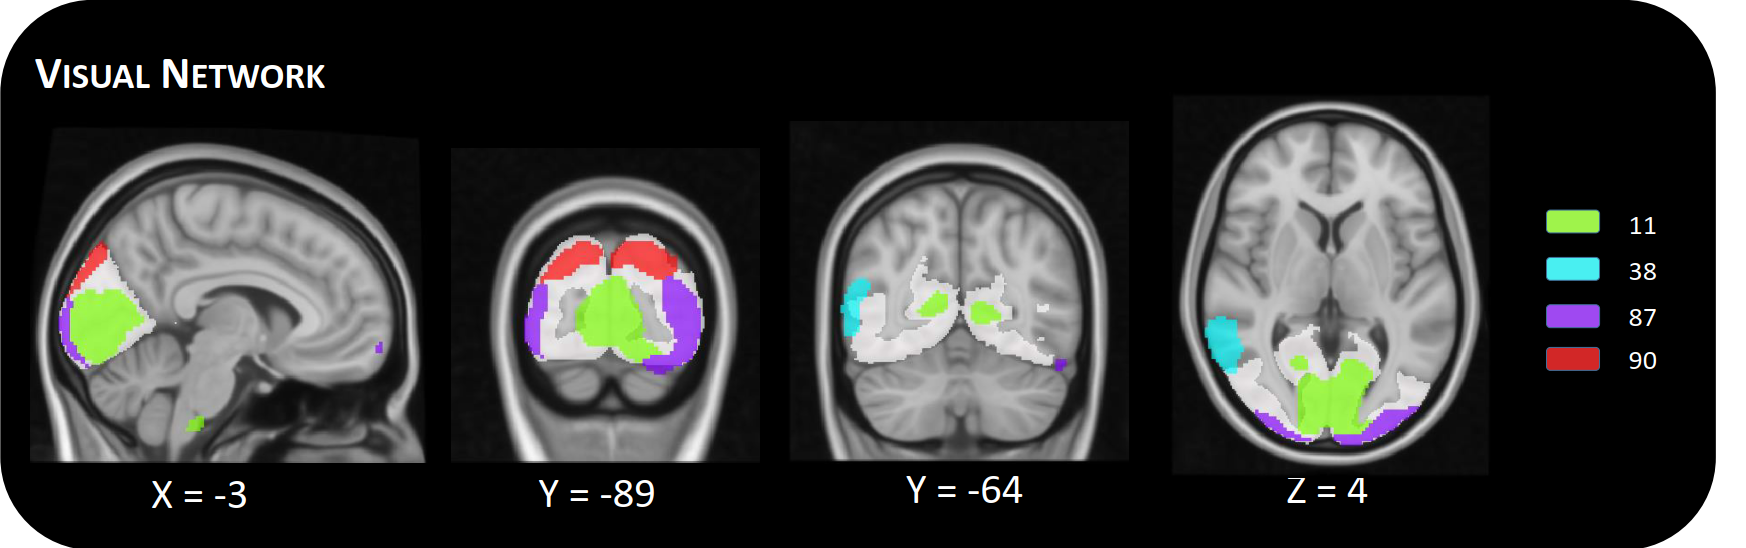 VISUAL NETWORK
11
38
87
90
X = -3
Y = -89
Y = -64
Z = 4